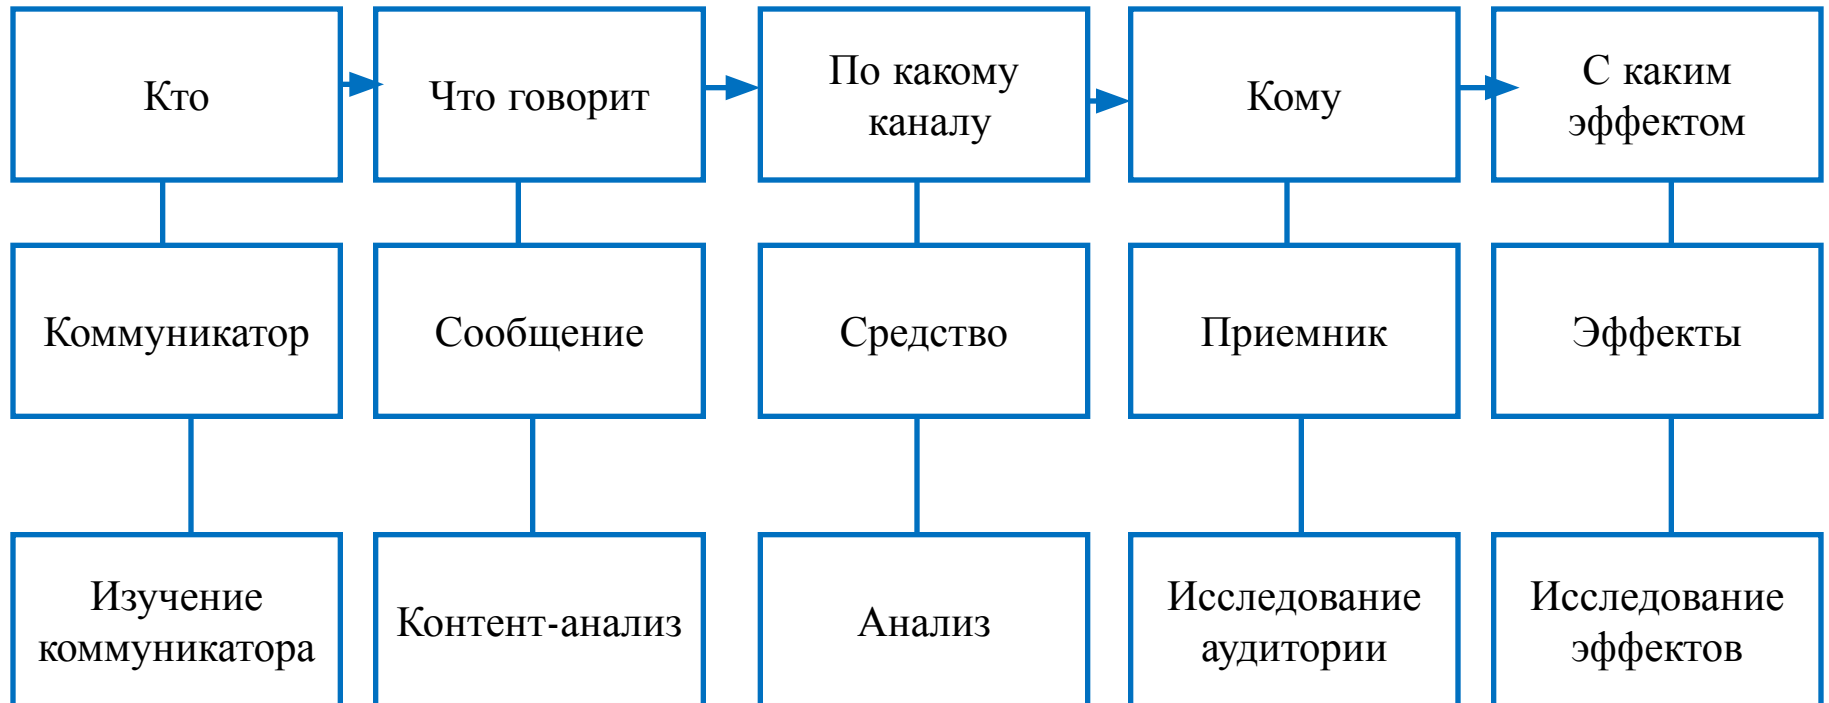 Кто
Что говорит
По какому
каналу
Кому
С каким
эффектом
Коммуникатор
Сообщение
Средство
Приемник
Эффекты
Изучение
коммуникатора
Контент-анализ
Анализ
Исследование
аудитории
Исследование
эффектов